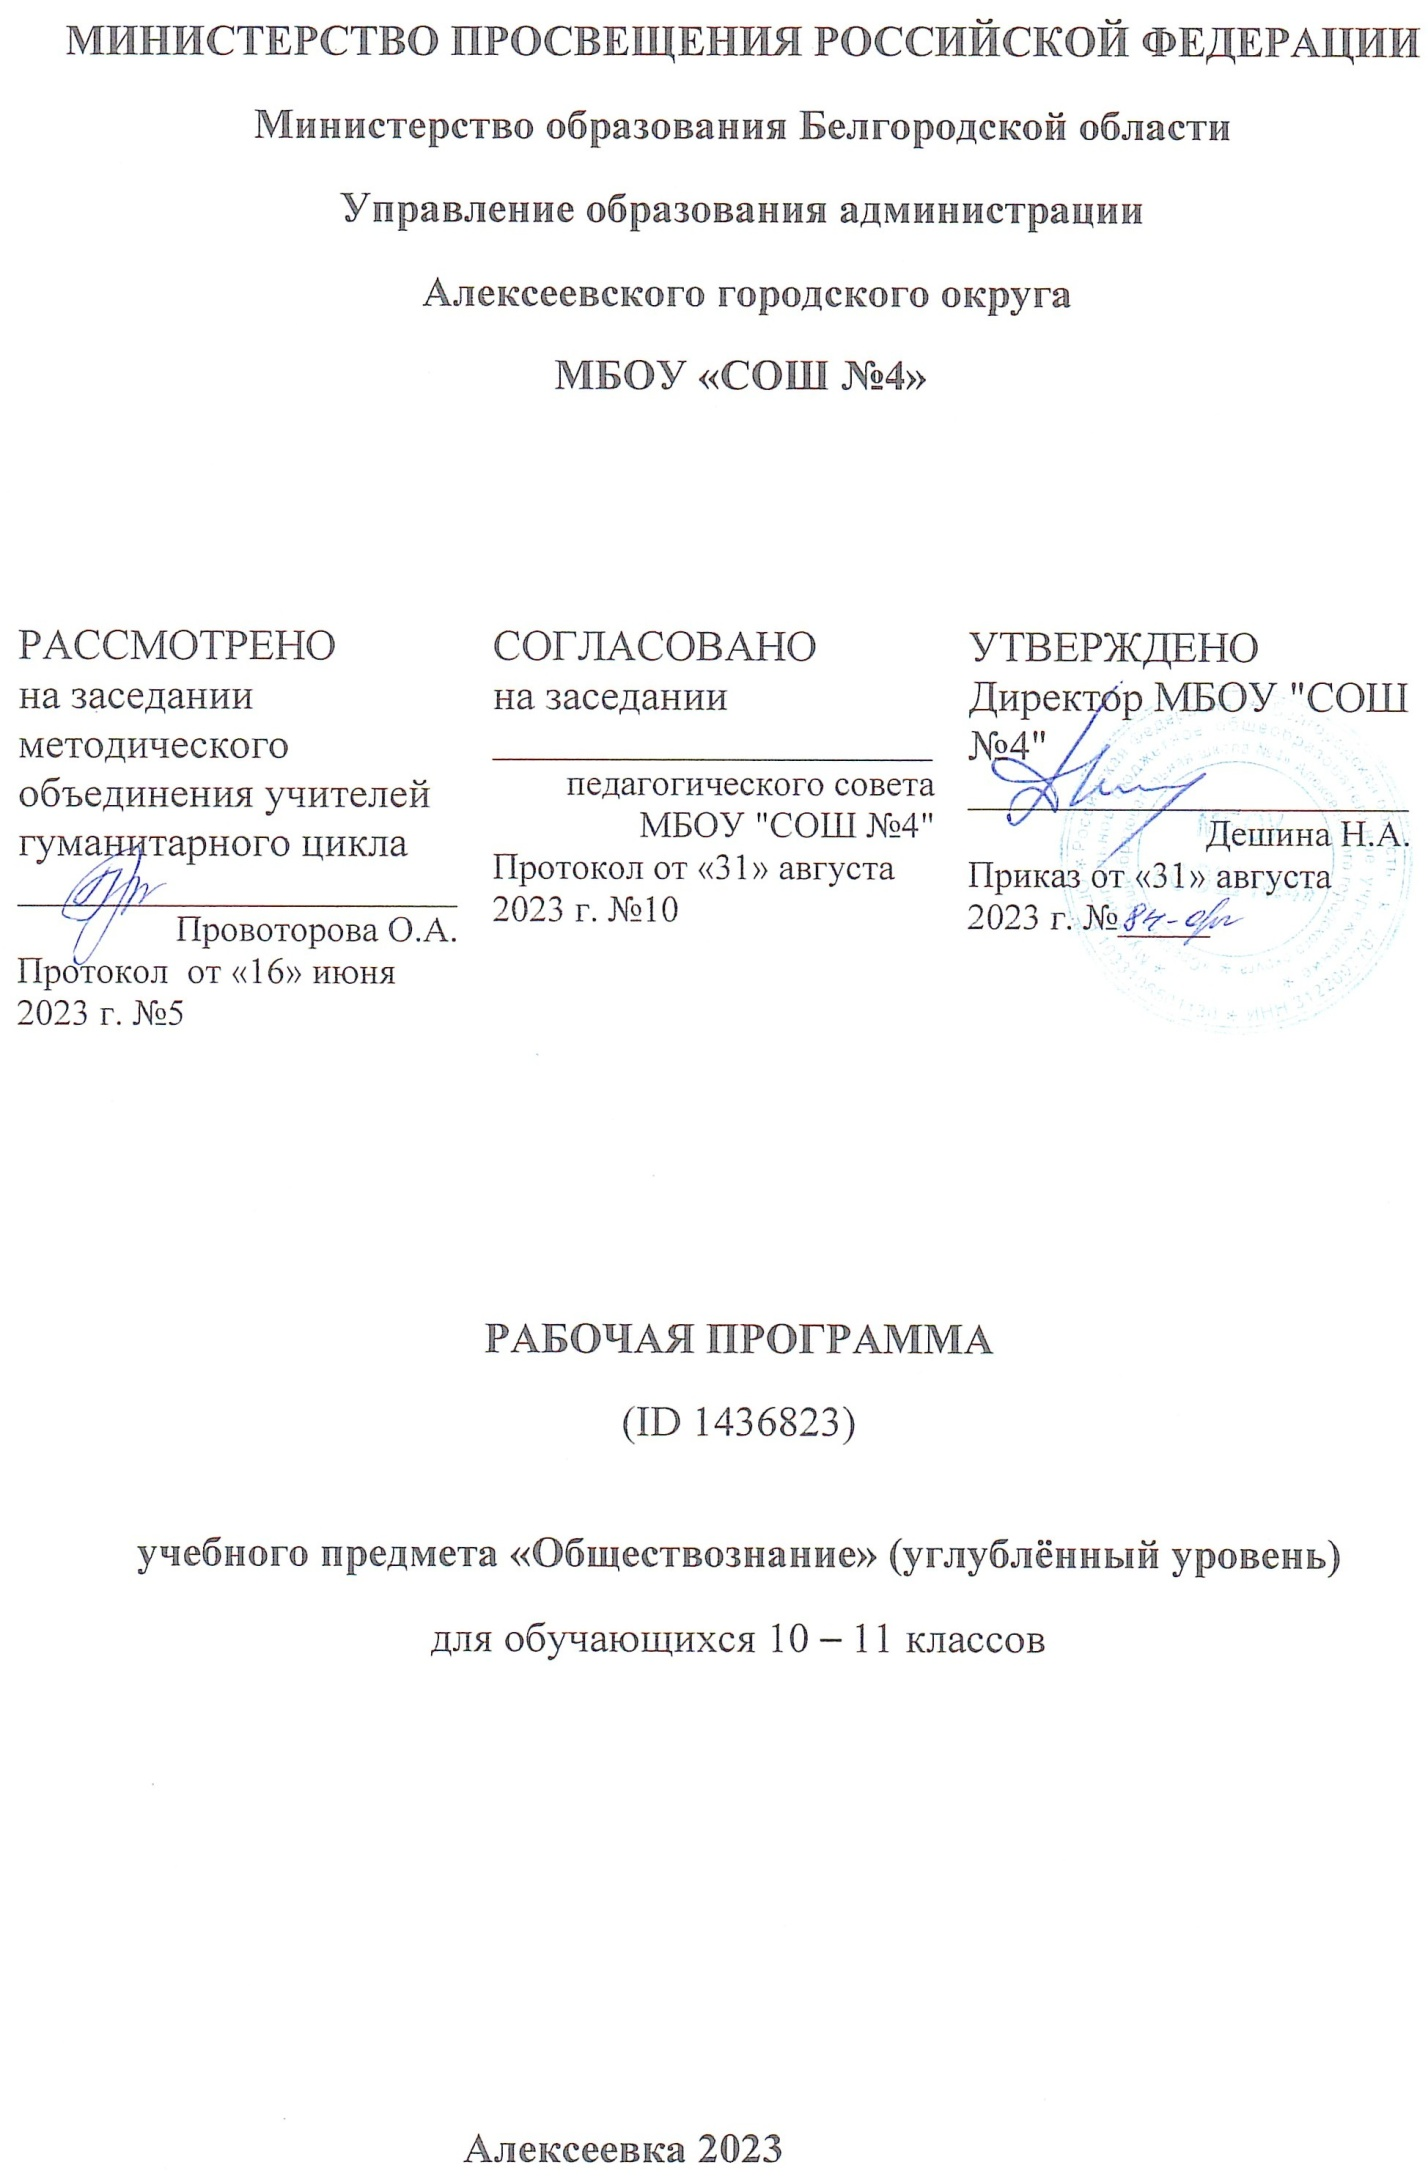 МИНИСТЕРСТВО ПРОСВЕЩЕНИЯ РОССИЙСКОЙ ФЕДЕРАЦИИ
Министерство образования Белгородской области
Управление образования администрации
Алексеевского городского округа
МБОУ «СОШ №4»
РАССМОТРЕНО
на заседании
методического
объединения учителей
гуманитарного цикла
Провоторова О.А.
Протокол от «16» июня
2023 г. №5
СОГЛАСОВАНО
на заседании
педагогического совета
МБОУ "СОШ №4"
Протокол от «31» августа
2023 г. №10
УТВЕРЖДЕНО
Директор МБОУ "СОШ
№4"
Дешина Н.А.
Приказ от «31» августа
2023 г. №84-
РАБОЧАЯ ПРОГРАММА
(ID 1436823)
учебного предмета «Обществознание» (углублённый уровень)
для обучающихся 10 – 11 классов
Алексеевка 2023